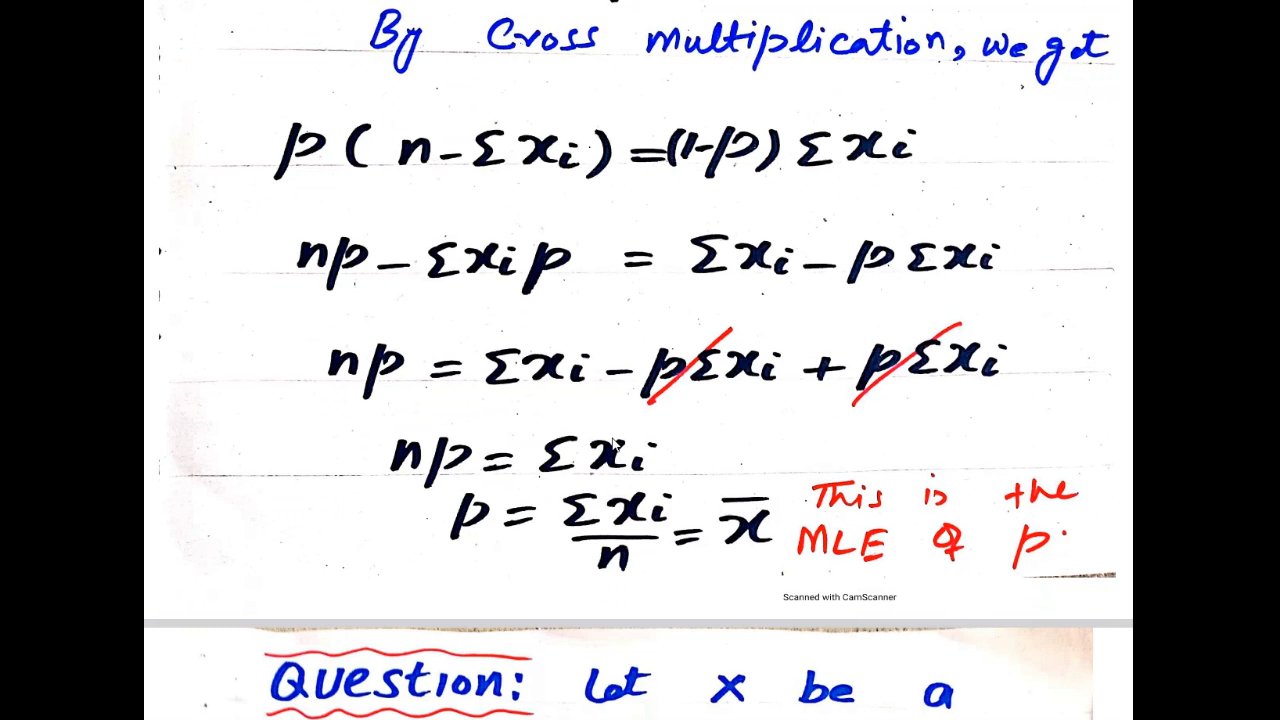 By Cross multiplication, we get
p ( n - Σxi ) = (1-p) Σxi
np - Σxi p = Σxi - p Σxi
np = Σxi - pΣxi + pΣxi
np = Σxi
p = Σxi/n = x̄ This is the
MLE of p.
Scanned with CamScanner
Question: Let x be a